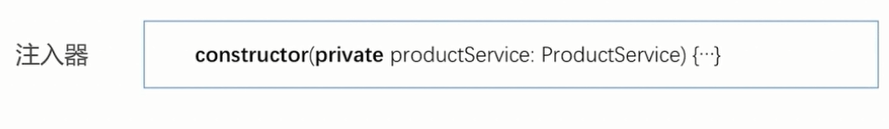 注入器
constructor(private productService: ProductService) {…}